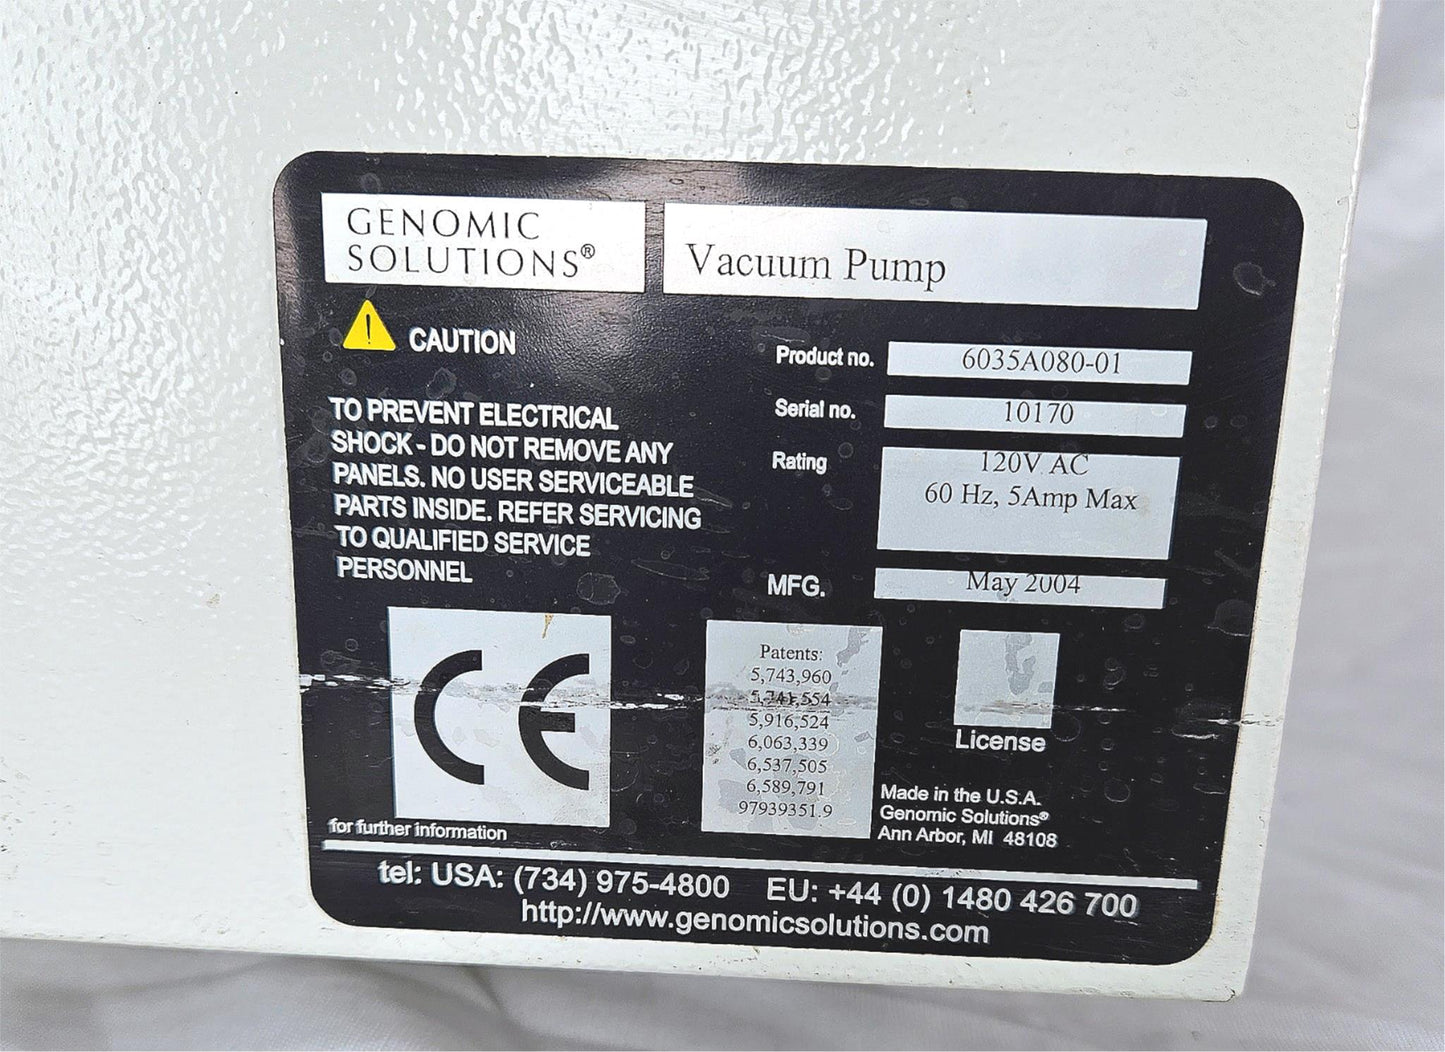 GENOMIC
SOLUTIONS®
Vacuum Pump
CAUTION
TO PREVENT ELECTRICAL
SHOCK - DO NOT REMOVE ANY
PANELS. NO USER SERVICEABLE
PARTS INSIDE. REFER SERVICING
TO QUALIFIED SERVICE
PERSONNEL
Product no. 6035A080-01
Serial no. 10170
Rating 120V AC
60 Hz, 5Amp Max
MFG. May 2004
CE
Patents:
5,743,960
5,741,554
5,916,524
6,063,339
6,537,505
6,589,791
97939351.9
License
Made in the U.S.A.
Genomic Solutions®
Ann Arbor, MI 48108
for further information
tel: USA: (734) 975-4800 EU: +44 (0) 1480 426 700
http://www.genomicsolutions.com